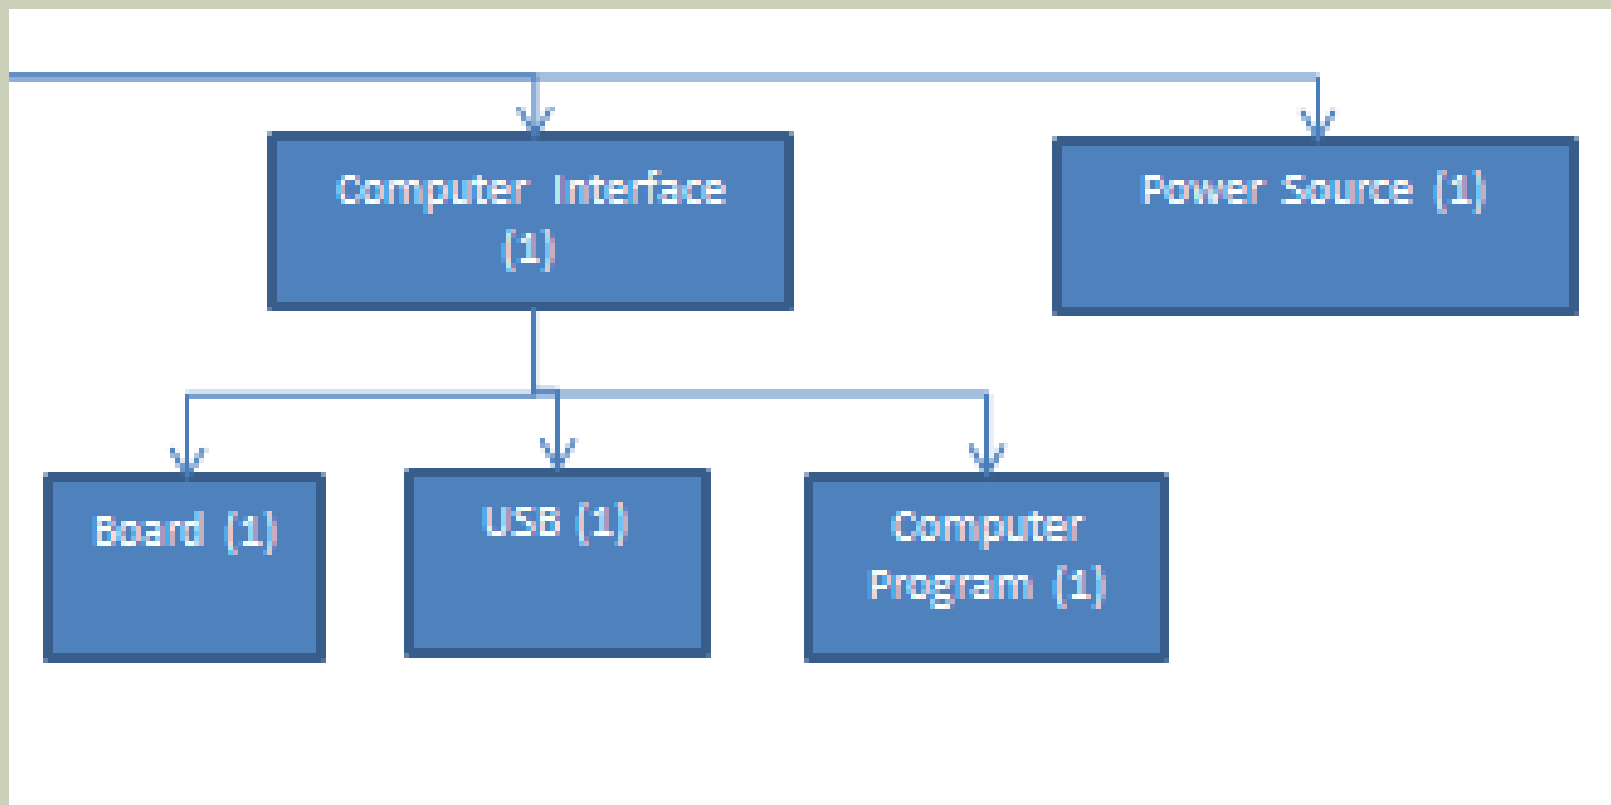 Computer Interface
(1)
Power Source (1)
Board (1)
USB (1)
Computer
Program (1)